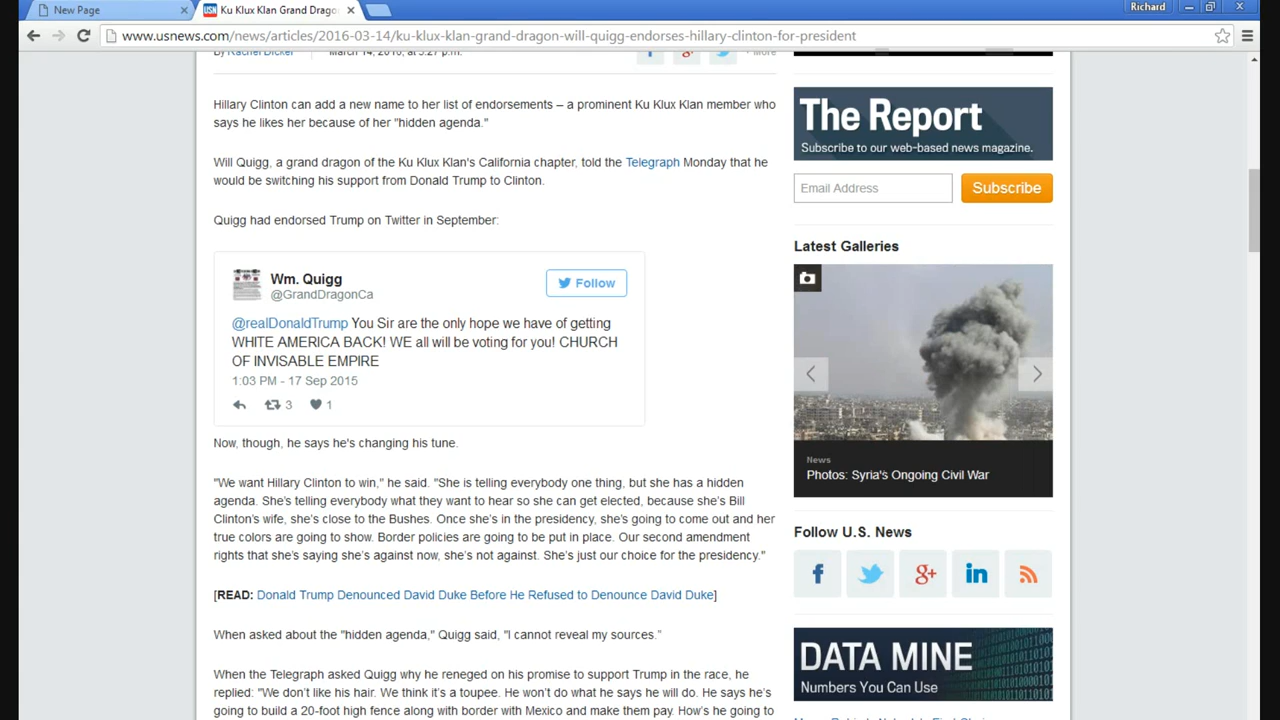 New Page
Ku Klux Klan Grand Drago
Richard
www.usnews.com/news/articles/2016-03-14/ku-klux-klan-grand-dragon-will-quigg-endorses-hillary-clinton-for-president
By Rachel Dicker
March 14, 2016, at 5:27 p.m.
+ More
Hillary Clinton can add a new name to her list of endorsements – a prominent Ku Klux Klan member who
says he likes her because of her "hidden agenda."
Will Quigg, a grand dragon of the Ku Klux Klan's California chapter, told the Telegraph Monday that he
would be switching his support from Donald Trump to Clinton.
Quigg had endorsed Trump on Twitter in September:
Wm. Quigg
@GrandDragonCa
Follow
@realDonaldTrump You Sir are the only hope we have of getting
WHITE AMERICA BACK! WE all will be voting for you! CHURCH
OF INVISABLE EMPIRE
1:03 PM - 17 Sep 2015
3
1
Now, though, he says he's changing his tune.
"We want Hillary Clinton to win," he said. "She is telling everybody one thing, but she has a hidden
agenda. She's telling everybody what they want to hear so she can get elected, because she's Bill
Clinton's wife, she's close to the Bushes. Once she's in the presidency, she's going to come out and her
true colors are going to show. Border policies are going to be put in place. Our second amendment
rights that she's saying she's against now, she's not against. She's just our choice for the presidency."
[READ: Donald Trump Denounced David Duke Before He Refused to Denounce David Duke]
When asked about the "hidden agenda," Quigg said, "I cannot reveal my sources."
When the Telegraph asked Quigg why he reneged on his promise to support Trump in the race, he
replied: "We don't like his hair. We think it's a toupee. He won't do what he says he will do. He says he's
going to build a 20-foot high fence along with border with Mexico and make them pay. How's he going to
The Report
Subscribe to our web-based news magazine.
Email Address
Subscribe
Latest Galleries
News
Photos: Syria's Ongoing Civil War
Follow U.S. News
f
g+
in
DATA MINE
Numbers You Can Use